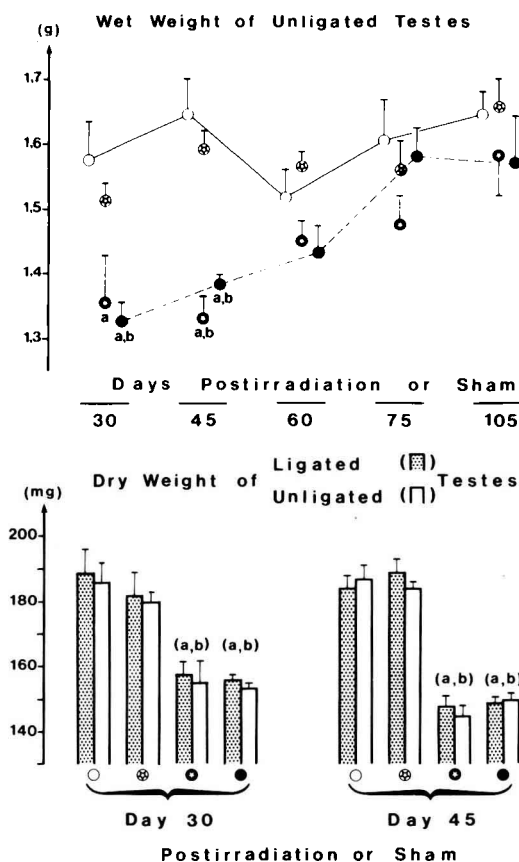 Wet Weight of Unligated Testes
(g)
1.7
1.6
1.5
1.4
1.3
a
a,b
a,b
a,b
Days Postirradiation or Sham
30 45 60 75 105
Ligated ( )
(mg) Dry Weight of Testes
Unligated ( )
200
180
160
140
(a,b) (a,b) (a,b) (a,b)
Day 30 Day 45
Postirradiation or Sham